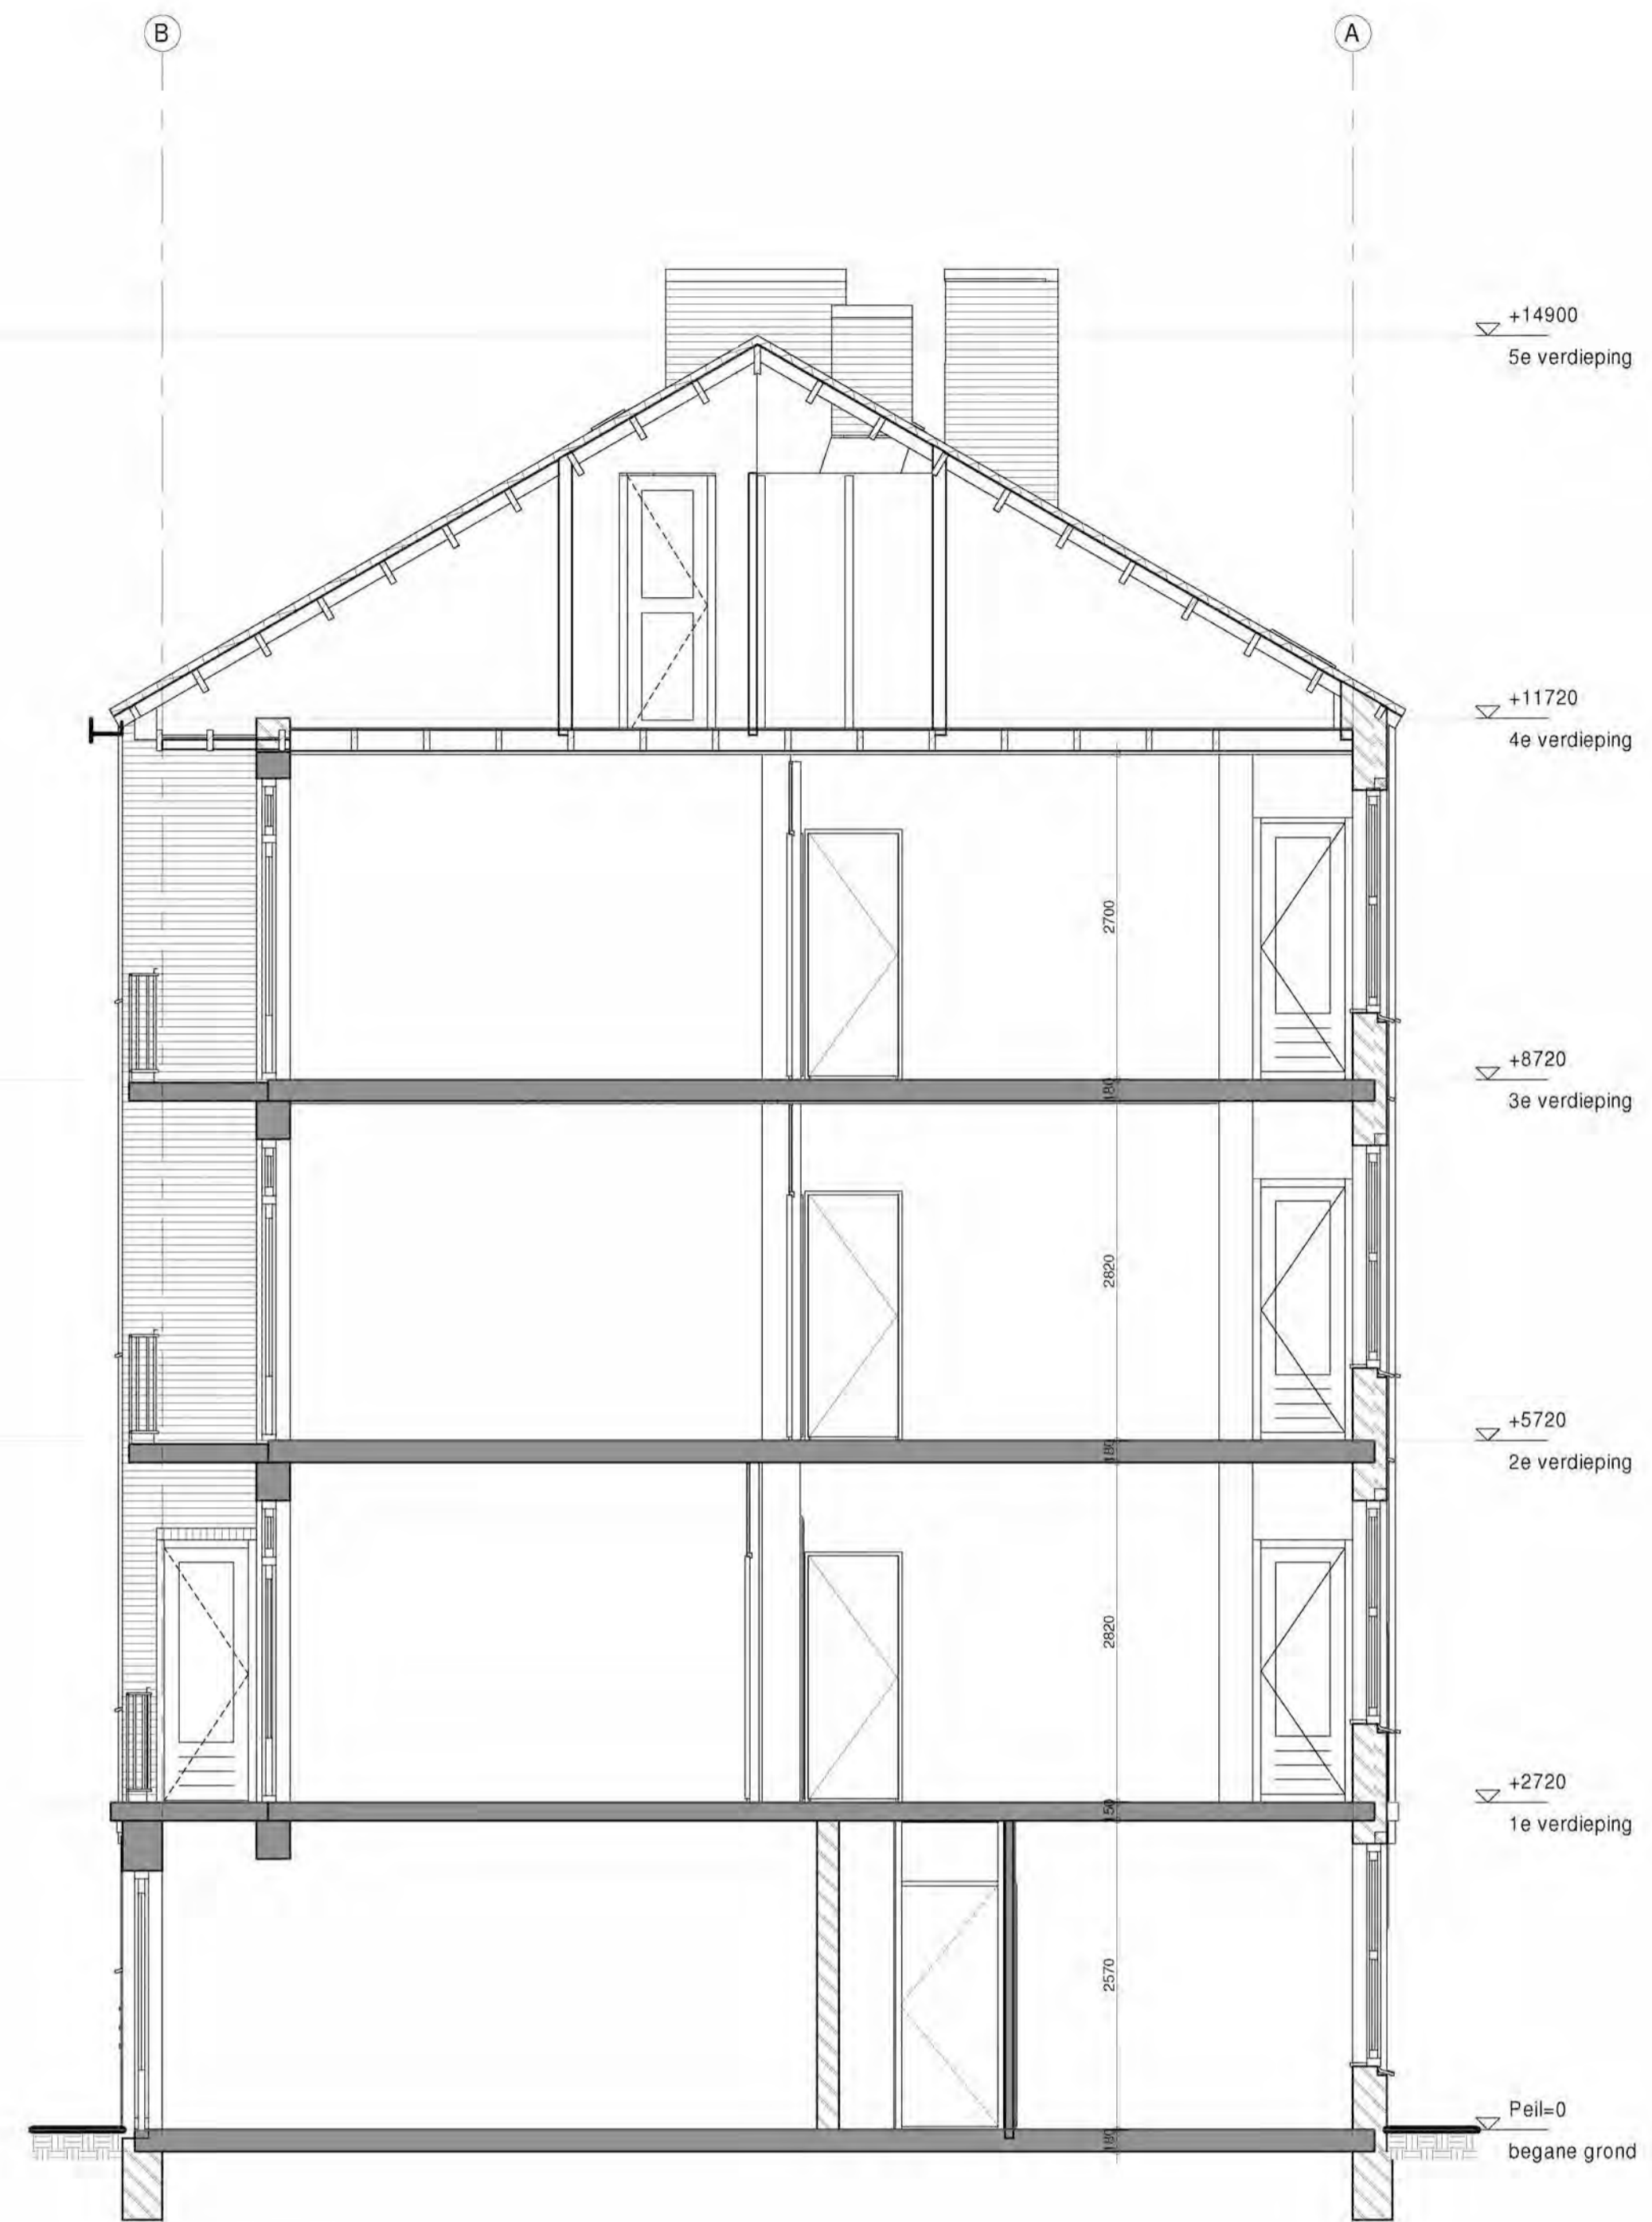 B
A
+14900
5e verdieping
+11720
4e verdieping
2700
+8720
3e verdieping
180
2820
+5720
2e verdieping
180
2820
+2720
1e verdieping
150
2570
Peil=0
begane grond
180